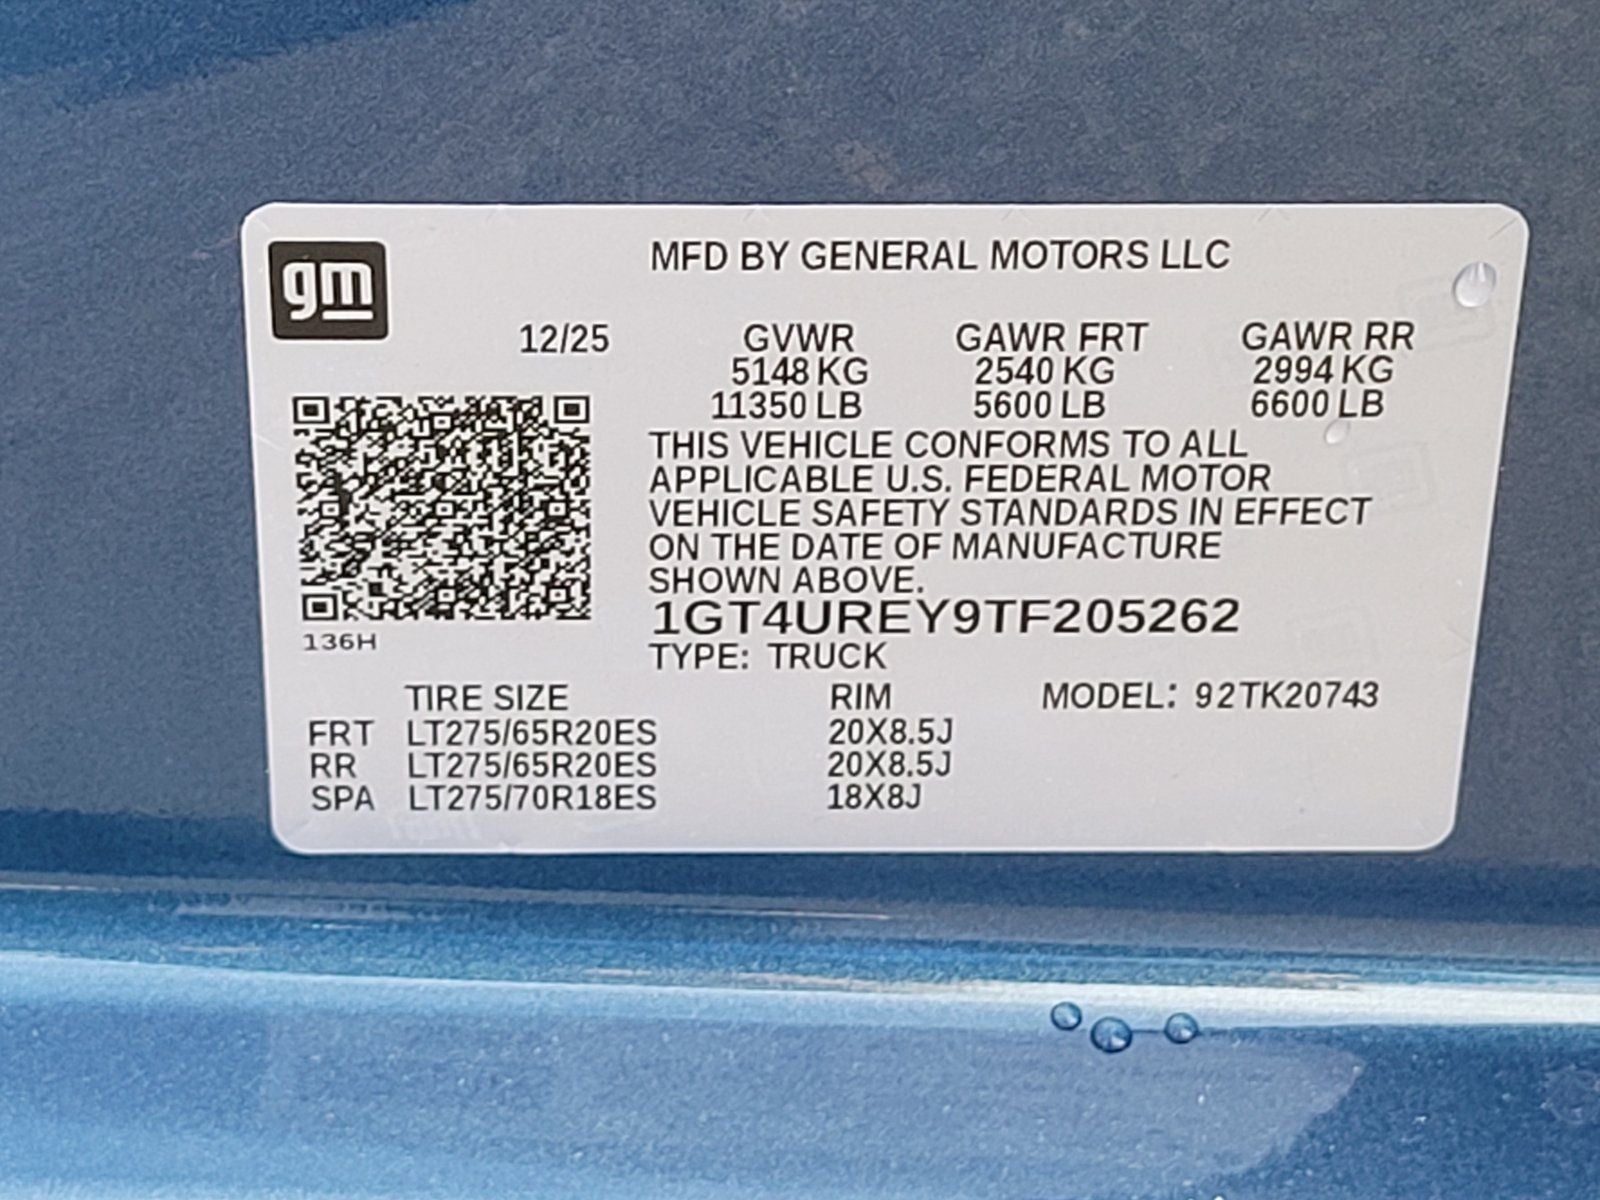 gm
MFD BY GENERAL MOTORS LLC
12/25 GVWR GAWR FRT GAWR RR
5148 KG 2540 KG 2994 KG
11350 LB 5600 LB 6600 LB
THIS VEHICLE CONFORMS TO ALL
APPLICABLE U.S. FEDERAL MOTOR
VEHICLE SAFETY STANDARDS IN EFFECT
ON THE DATE OF MANUFACTURE
SHOWN ABOVE.
1GT4UREY9TF205262
136H
TYPE: TRUCK
TIRE SIZE RIM MODEL: 92TK20743
FRT LT275/65R20ES 20X8.5J
RR LT275/65R20ES 20X8.5J
SPA LT275/70R18ES 18X8J